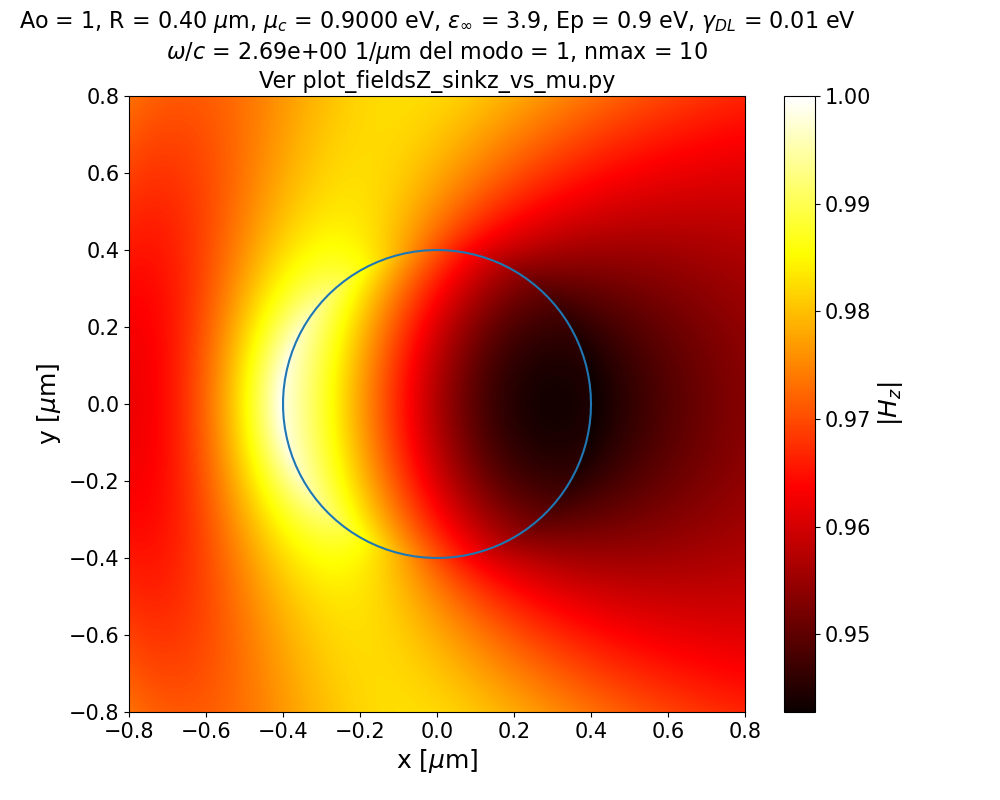 Ao = 1, R = 0.40 μm, μ_c = 0.9000 eV, ε_∞ = 3.9, Ep = 0.9 eV, γ_DL = 0.01 eV
ω/c = 2.69e+00 1/μm del modo = 1, nmax = 10
Ver plot_fieldsZ_sinkz_vs_mu.py
0.8
0.6
0.4
0.2
0.0
−0.2
−0.4
−0.6
−0.8
y [μm]
−0.8 −0.6 −0.4 −0.2 0.0 0.2 0.4 0.6 0.8
x [μm]
1.00
0.99
0.98
0.97
0.96
0.95
|H_z|